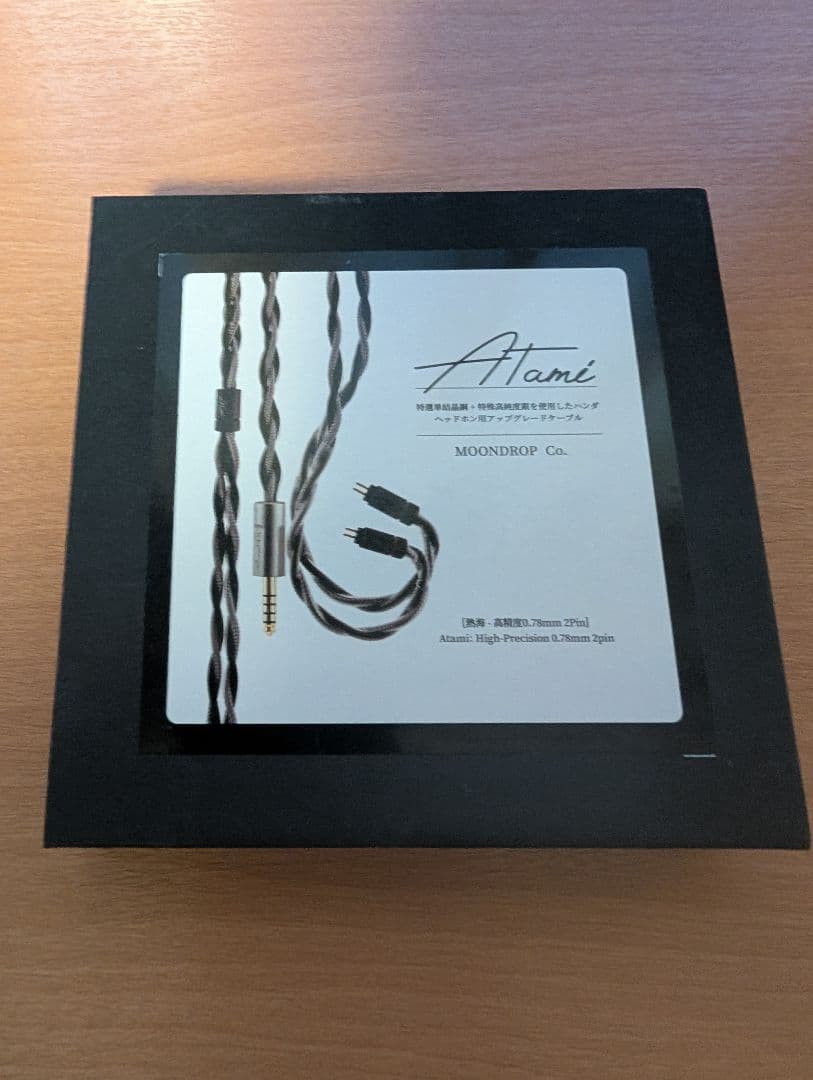 Atami
特選単結晶銅+特殊高純度銀を使用したハンダ
ヘッドホン用アップグレードケーブル
MOONDROP Co.
[熱海 - 高精度0.78mm 2Pin]
Atami: High-Precision 0.78mm 2pin